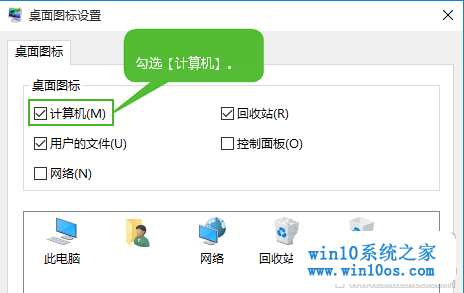 桌面图标设置
桌面图标
勾选【计算机】。
桌面图标
计算机(M)
回收站(R)
用户的文件(U)
控制面板(O)
网络(N)
此电脑
网络
回收站
win10系统之家
www.win10os.com